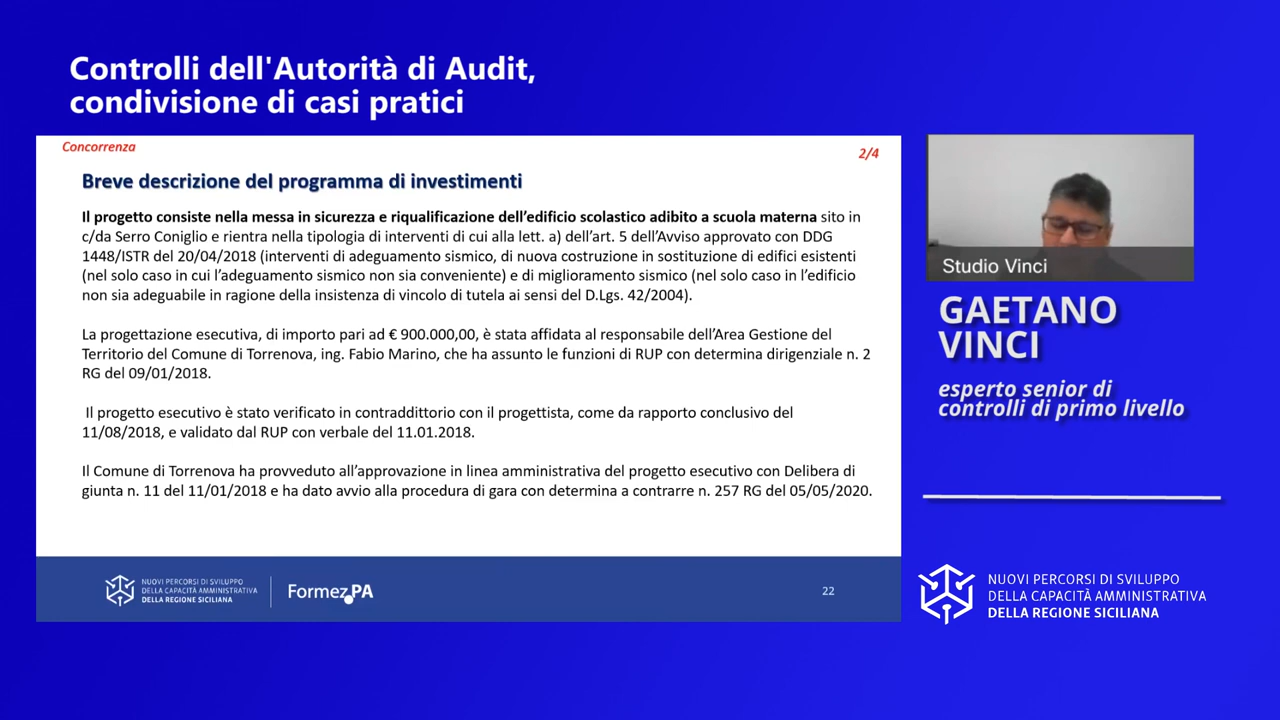 Controlli dell'Autorità di Audit,
condivisione di casi pratici
Concorrenza
2/4
Breve descrizione del programma di investimenti
Il progetto consiste nella messa in sicurezza e riqualificazione dell’edificio scolastico adibito a scuola materna sito in
c/da Serro Coniglio e rientra nella tipologia di interventi di cui alla lett. a) dell’art. 5 dell’Avviso approvato con DDG
1448/ISTR del 20/04/2018 (interventi di adeguamento sismico, di nuova costruzione in sostituzione di edifici esistenti
(nel solo caso in cui l’adeguamento sismico non sia conveniente) e di miglioramento sismico (nel solo caso in l’edificio
non sia adeguabile in ragione della insistenza di vincolo di tutela ai sensi del D.Lgs. 42/2004).
La progettazione esecutiva, di importo pari ad € 900.000,00, è stata affidata al responsabile dell’Area Gestione del
Territorio del Comune di Torrenova, ing. Fabio Marino, che ha assunto le funzioni di RUP con determina dirigenziale n. 2
RG del 09/01/2018.
Il progetto esecutivo è stato verificato in contraddittorio con il progettista, come da rapporto conclusivo del
11/08/2018, e validato dal RUP con verbale del 11.01.2018.
Il Comune di Torrenova ha provveduto all’approvazione in linea amministrativa del progetto esecutivo con Delibera di
giunta n. 11 del 11/01/2018 e ha dato avvio alla procedura di gara con determina a contrarre n. 257 RG del 05/05/2020.
NUOVI PERCORSI DI SVILUPPO
DELLA CAPACITÀ AMMINISTRATIVA
DELLA REGIONE SICILIANA
Formez PA
22
Studio Vinci
GAETANO
VINCI
esperto senior di
controlli di primo livello
NUOVI PERCORSI DI SVILUPPO
DELLA CAPACITÀ AMMINISTRATIVA
DELLA REGIONE SICILIANA